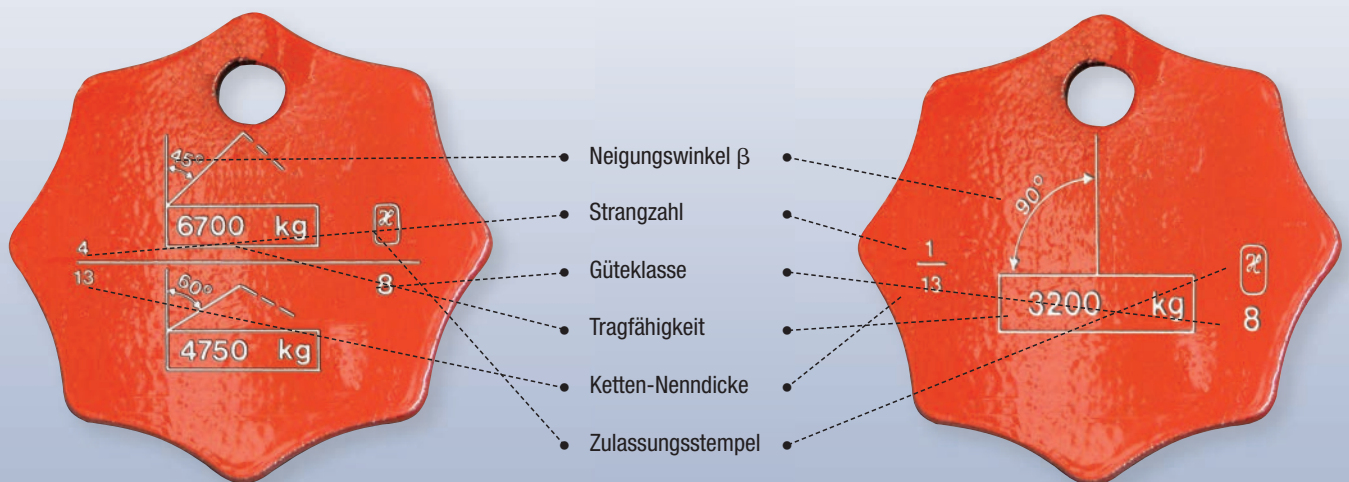 45°
6700 kg
4
13
8
60°
4750 kg
Neigungswinkel β
Strangzahl
Güteklasse
Tragfähigkeit
Ketten-Nenndicke
Zulassungsstempel
90°
1
13
3200 kg
8